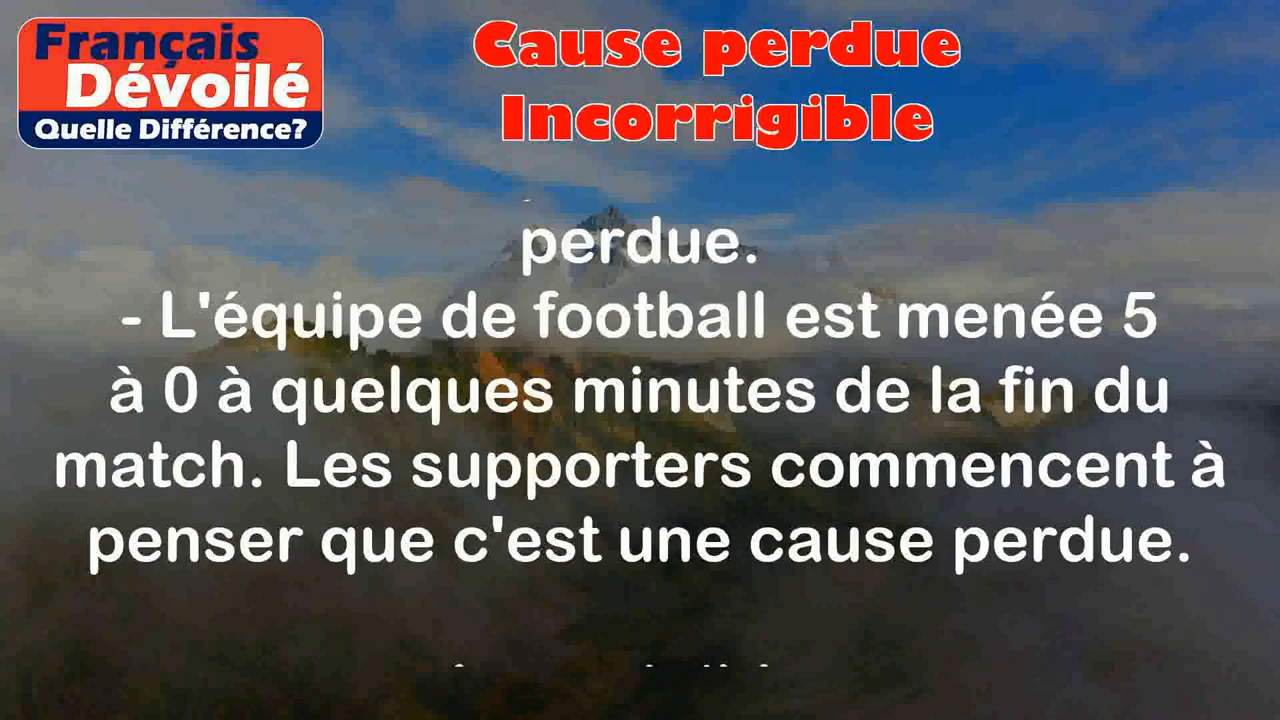 Français
Dévoilé
Quelle Différence?
Cause perdue
Incorrigible
perdue.
- L'équipe de football est menée 5
à 0 à quelques minutes de la fin du
match. Les supporters commencent à
penser que c'est une cause perdue.